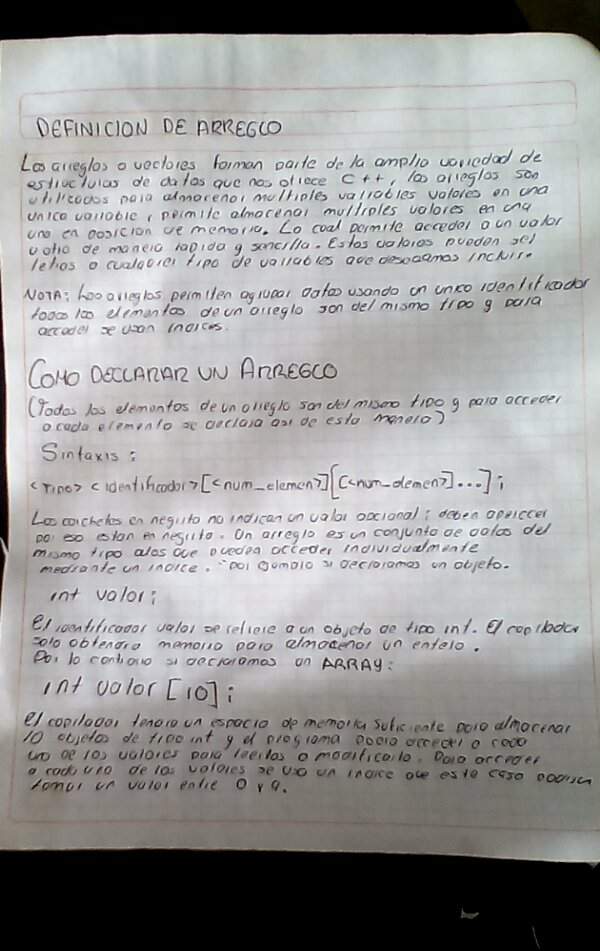 DEFINICION DE ARREGLO
Los arreglos o vectores forman parte de la amplia variedad de
estructuras de datos que nos ofrece C++, los arreglos son
utilizados para almacenar multiples variables valores en una
unica variable, permite almacenar multiples valores en una
una en posicion de memoria. Lo cual permite acceder a un valor
u otro de manera rapida y sencilla. Estos valores pueden ser
letras o cualquier tipo de variables que deseamos incluir.
NOTA: Los arreglos permiten agrupar datos usando un unico identificador
todos los elementos de un arreglo son del mismo tipo y para
acceder se usan indices.
COMO DECLARAR UN ARREGLO
(Todos los elementos de un arreglo son del mismo tipo y para acceder
a cada elemento se declara asi de esta manera)
Sintaxis:
<Tipo> <identificador>[<num_elemen>][[<num_elemen>]...];
Los corchetes en negrita no indican un valor opcional; deben aparecer
por eso estan en negrita. Un arreglo es un conjunto de datos del
mismo tipo a los que pueden acceder individualmente
mediante un indice. por ejemplo si declaramos un objeto.
int valor;
El identificador valor se refiere a un objeto de tipo int. El copilador
solo obtendra memoria para almacenar un entero.
Por lo contrario si declaramos un ARRAY:
int valor [10];
El copilador tendra un espacio de memoria suficiente para almacenar
10 objetos de tipo int y el programa podra acceder a cada
uno de los valores para leerlos o modificarlo. Para acceder
a cada uno de los valores se usa un indice que este caso podran
tomar un valor entre 0 y 9.